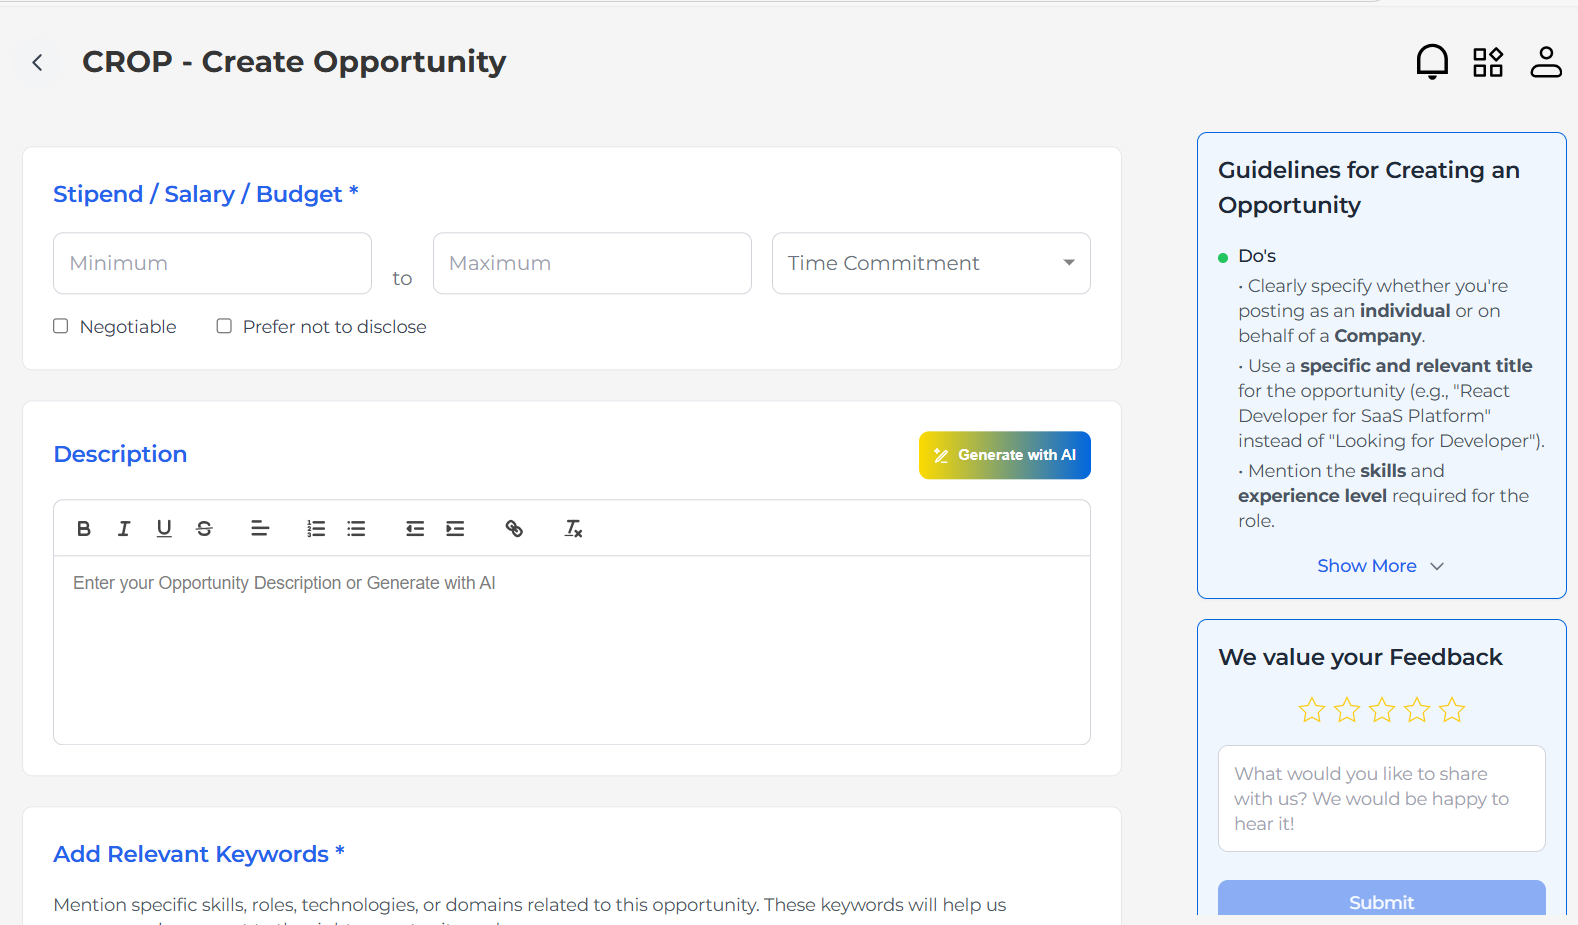 CROP - Create Opportunity
Stipend / Salary / Budget *
Minimum
to
Maximum
Time Commitment
Negotiable
Prefer not to disclose
Description
Generate with AI
Enter your Opportunity Description or Generate with AI
Add Relevant Keywords *
Mention specific skills, roles, technologies, or domains related to this opportunity. These keywords will help us
Guidelines for Creating an
Opportunity
Do's
• Clearly specify whether you're
posting as an individual or on
behalf of a Company.
• Use a specific and relevant title
for the opportunity (e.g., "React
Developer for SaaS Platform"
instead of "Looking for Developer").
• Mention the skills and
experience level required for the
role.
Show More
We value your Feedback
What would you like to share
with us? We would be happy to
hear it!
Submit